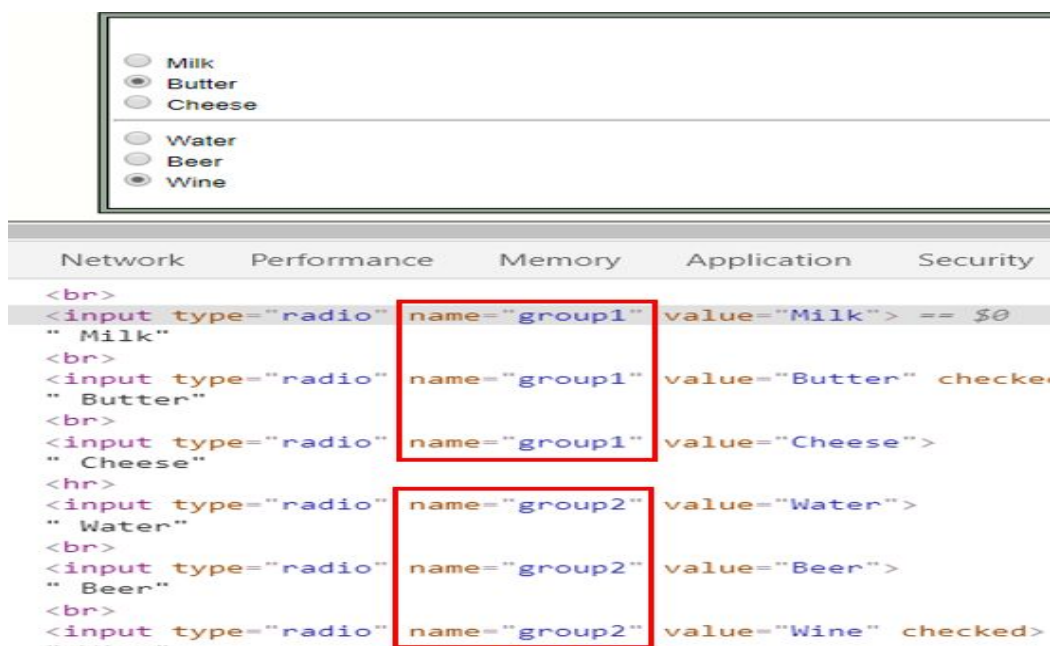 Milk
Butter
Cheese
Water
Beer
Wine
Network Performance Memory Application Security
<br>
<input type="radio" name="group1" value="Milk"> == $0
" Milk"
<br>
<input type="radio" name="group1" value="Butter" checke
" Butter"
<br>
<input type="radio" name="group1" value="Cheese">
" Cheese"
<hr>
<input type="radio" name="group2" value="Water">
" Water"
<br>
<input type="radio" name="group2" value="Beer">
" Beer"
<br>
<input type="radio" name="group2" value="Wine" checked>